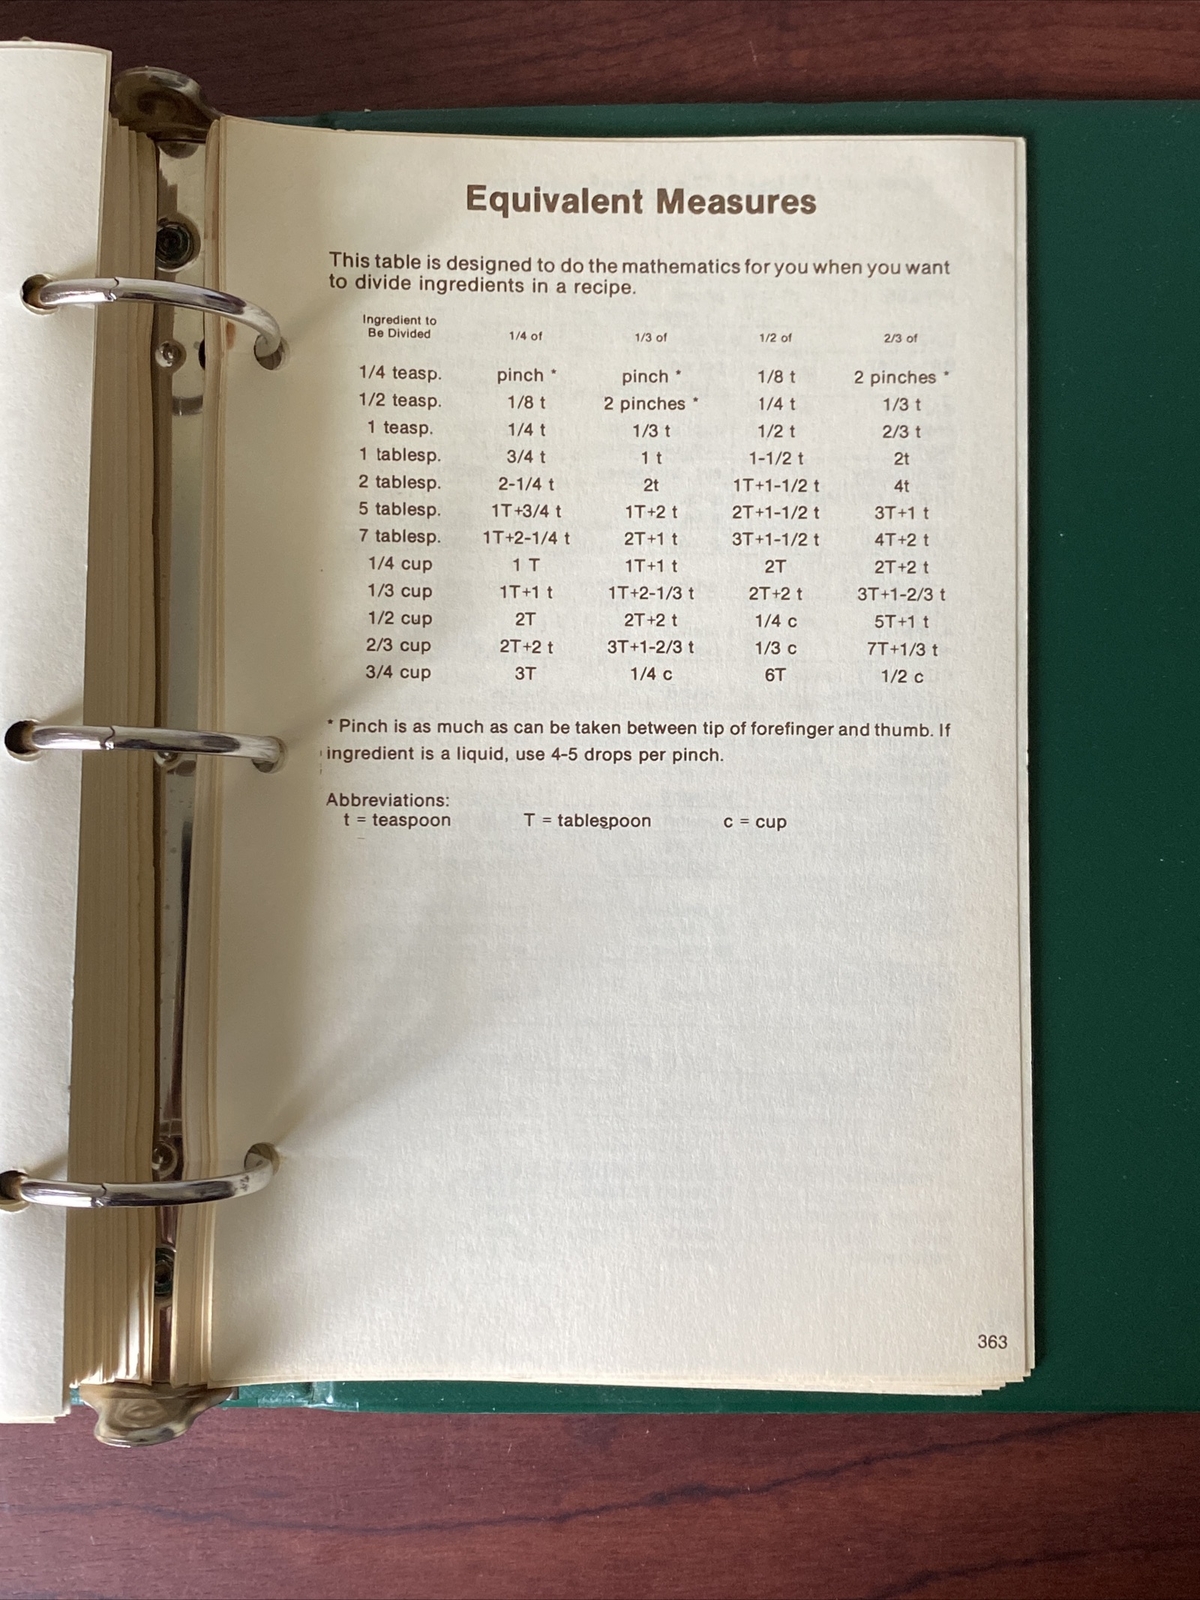 Equivalent Measures
This table is designed to do the mathematics for you when you want
to divide ingredients in a recipe.
Ingredient to
Be Divided 1/4 of 1/3 of 1/2 of 2/3 of
1/4 teasp. pinch * pinch * 1/8 t 2 pinches *
1/2 teasp. 1/8 t 2 pinches * 1/4 t 1/3 t
1 teasp. 1/4 t 1/3 t 1/2 t 2/3 t
1 tablesp. 3/4 t 1 t 1-1/2 t 2t
2 tablesp. 2-1/4 t 2t 1T+1-1/2 t 4t
5 tablesp. 1T+3/4 t 1T+2 t 2T+1-1/2 t 3T+1 t
7 tablesp. 1T+2-1/4 t 2T+1 t 3T+1-1/2 t 4T+2 t
1/4 cup 1 T 1T+1 t 2T 2T+2 t
1/3 cup 1T+1 t 1T+2-1/3 t 2T+2 t 3T+1-2/3 t
1/2 cup 2T 2T+2 t 1/4 c 5T+1 t
2/3 cup 2T+2 t 3T+1-2/3 t 1/3 c 7T+1/3 t
3/4 cup 3T 1/4 c 6T 1/2 c
* Pinch is as much as can be taken between tip of forefinger and thumb. If
ingredient is a liquid, use 4-5 drops per pinch.
Abbreviations:
t = teaspoon T = tablespoon c = cup
363